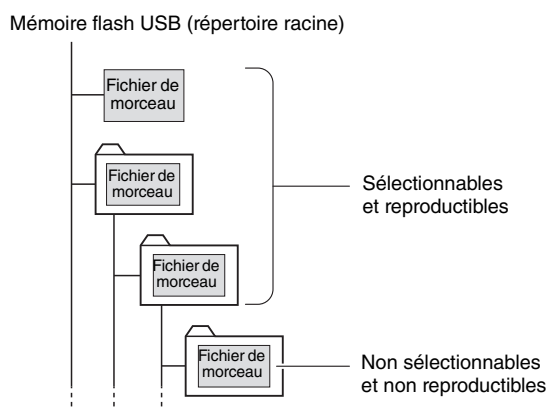 Mémoire flash USB (répertoire racine)
Fichier de
morceau
Fichier de
morceau
Sélectionnables
et reproductibles
Fichier de
morceau
Fichier de
morceau
Non sélectionnables
et non reproductibles